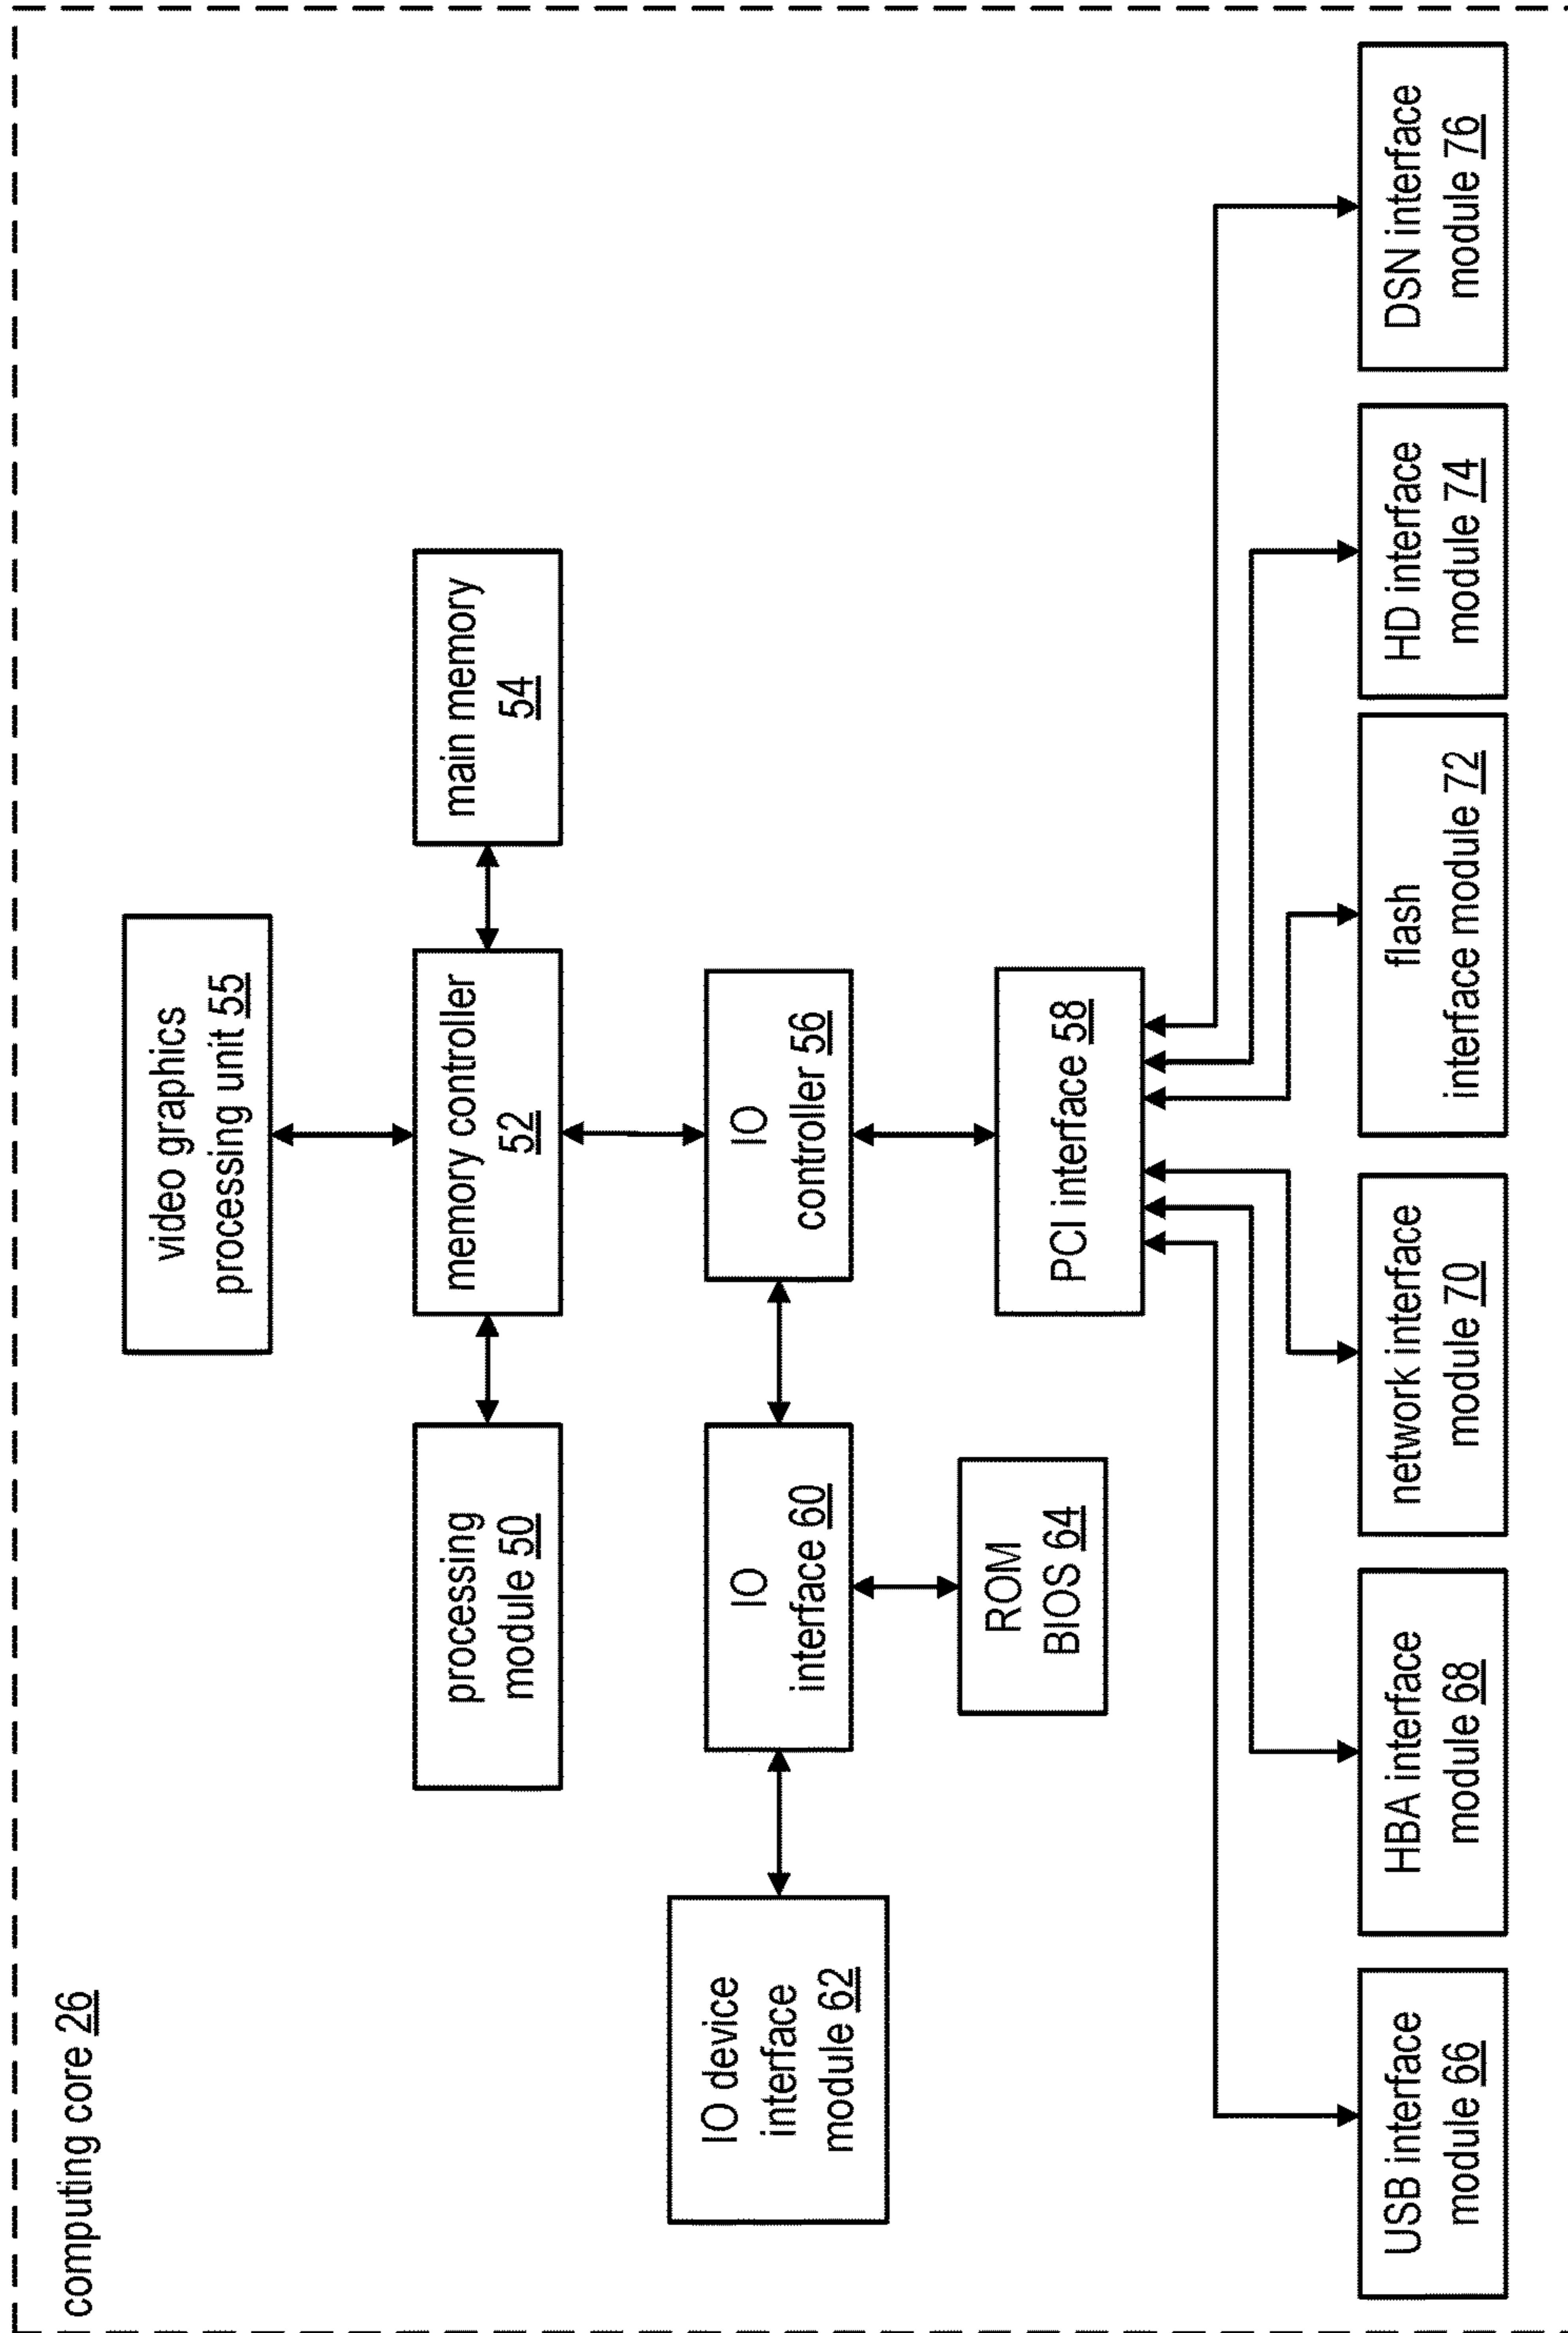 computing core 26
video graphics
processing unit 55
processing
module 50
memory controller
52
main memory
54
IO device
interface
module 62
IO
interface 60
IO
controller 56
ROM
BIOS 64
PCI interface 58
USB interface
module 66
HBA interface
module 68
network interface
module 70
flash
interface module 72
HD interface
module 74
DSN interface
module 76